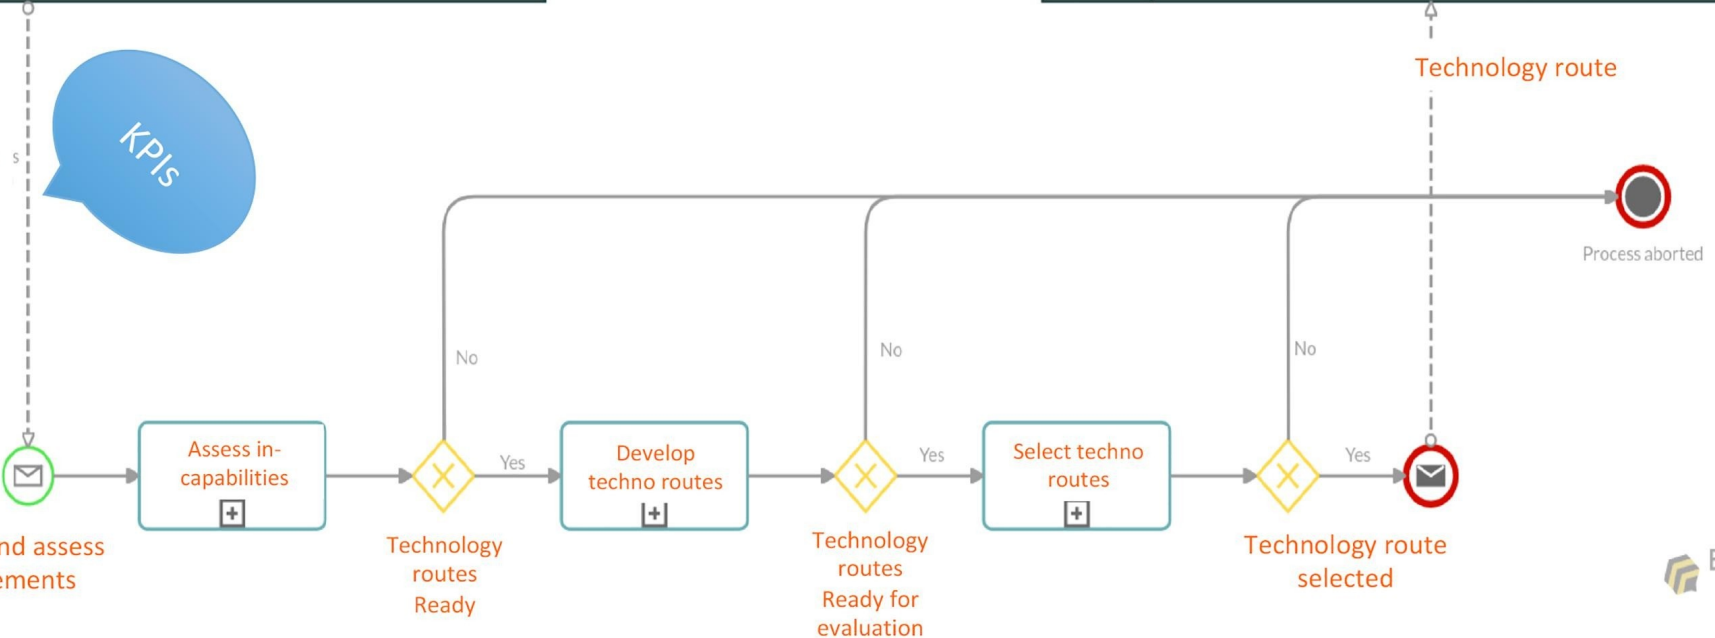 Technology route
KPIs
s
Process aborted
No
No
No
Assess in-
capabilities
Yes
Develop
techno routes
Yes
Select techno
routes
Yes
nd assess
ements
Technology
routes
Ready
Technology
routes
Ready for
evaluation
Technology route
selected